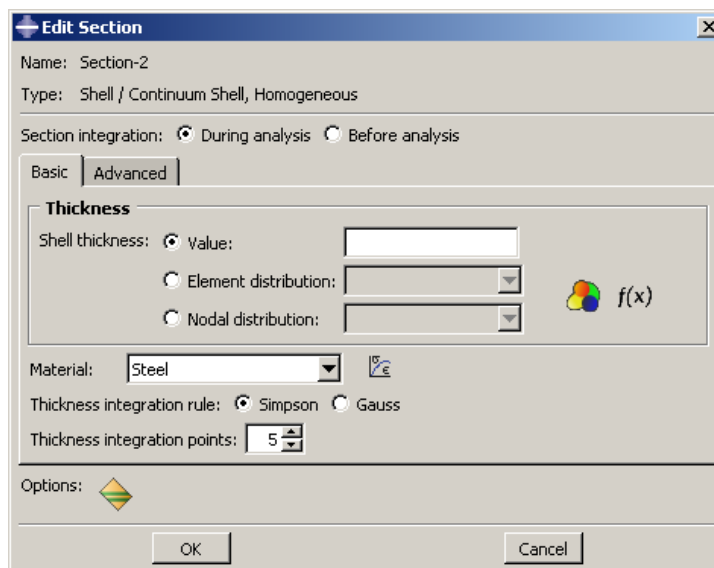 Edit Section
Name: Section-2
Type: Shell / Continuum Shell, Homogeneous
Section integration: During analysis Before analysis
Basic Advanced
Thickness
Shell thickness: Value:
Element distribution:
f(x)
Nodal distribution:
Material: Steel σ ε
Thickness integration rule: Simpson Gauss
Thickness integration points: 5
Options:
OK Cancel